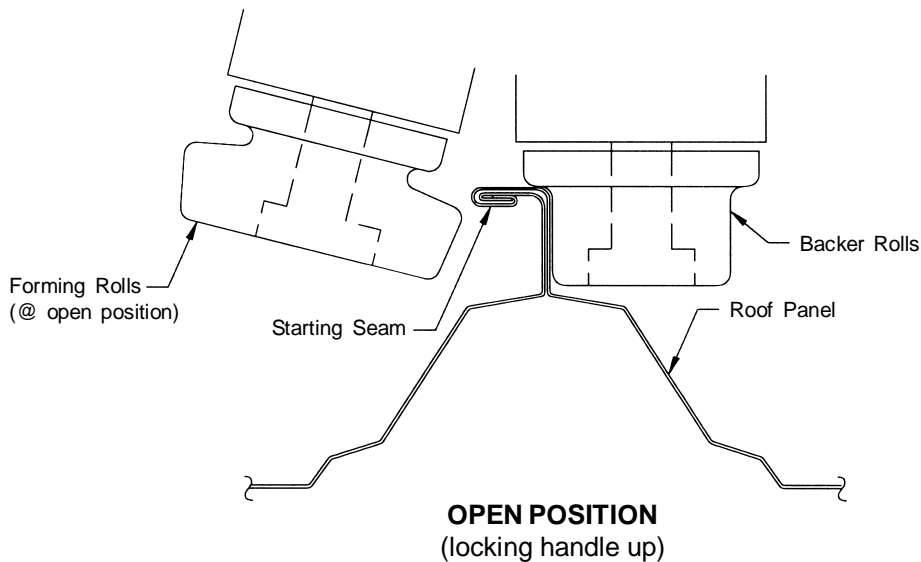 Backer Rolls
Forming Rolls
(@ open position)
Starting Seam
Roof Panel
OPEN POSITION
(locking handle up)